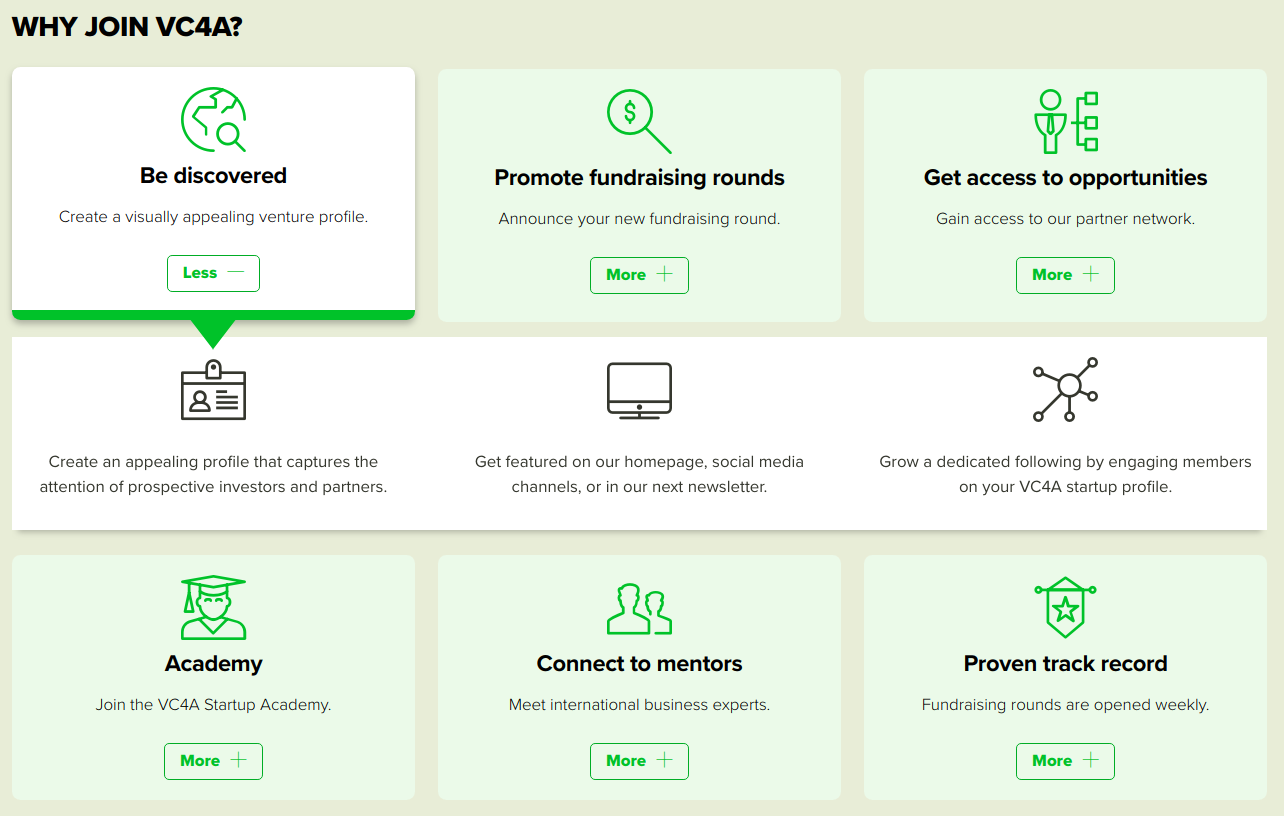 WHY JOIN VC4A?
Be discovered
Create a visually appealing venture profile.
Less
Promote fundraising rounds
Announce your new fundraising round.
More
Get access to opportunities
Gain access to our partner network.
More
Create an appealing profile that captures the
attention of prospective investors and partners.
Get featured on our homepage, social media
channels, or in our next newsletter.
Grow a dedicated following by engaging members
on your VC4A startup profile.
Academy
Join the VC4A Startup Academy.
More
Connect to mentors
Meet international business experts.
More
Proven track record
Fundraising rounds are opened weekly.
More